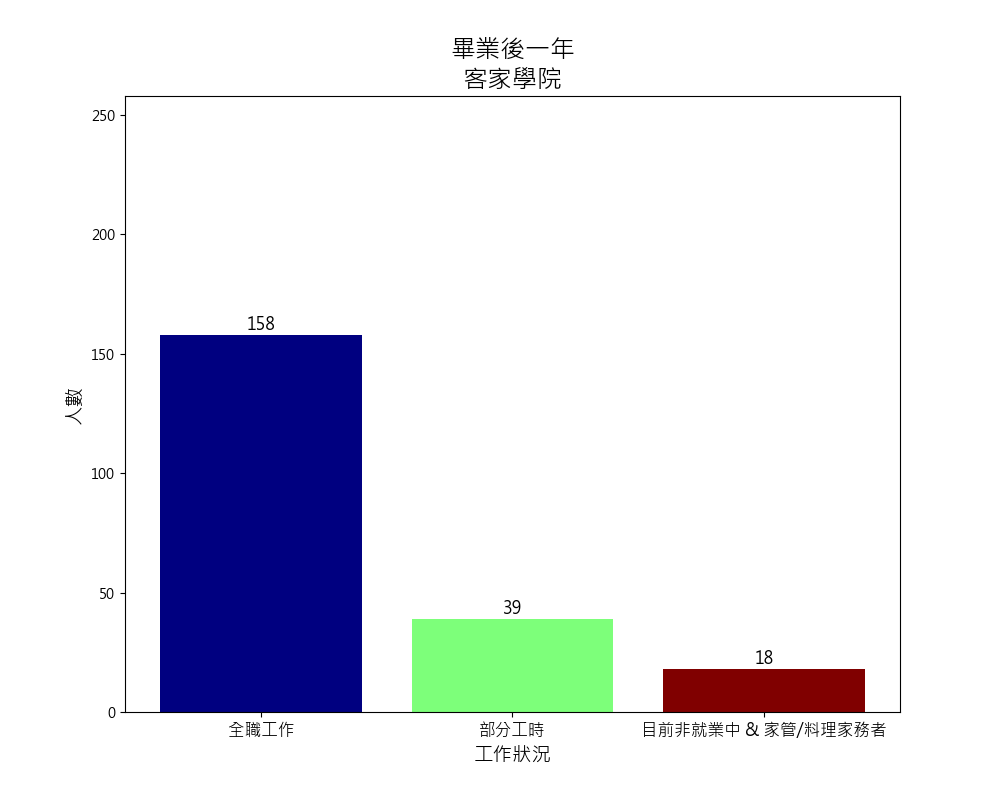 畢業後一年
客家學院
250
200
150
100
50
0
人數
158
39
18
全職工作
部分工時
目前非就業中 & 家管/料理家務者
工作狀況